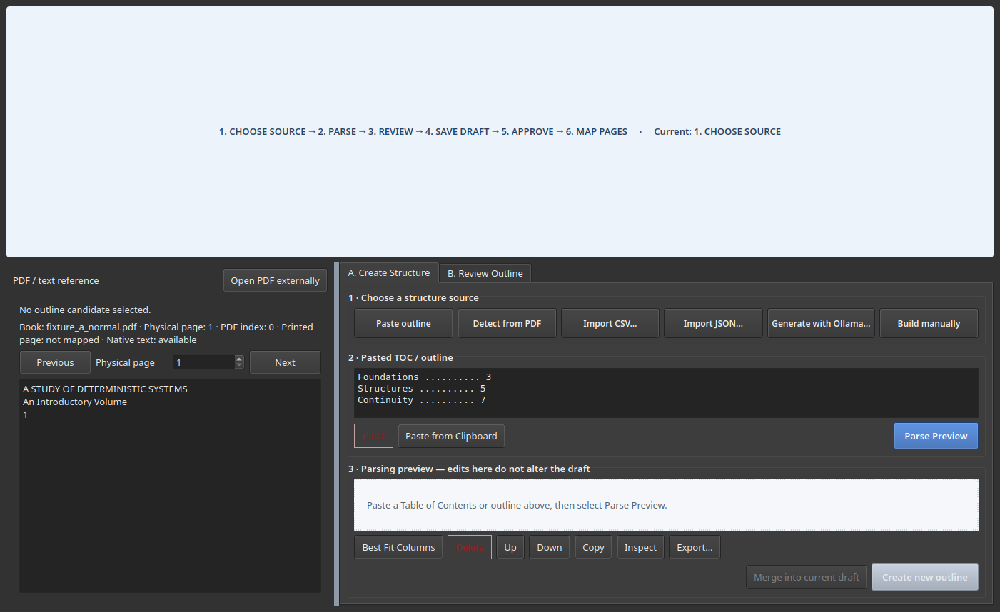 1. CHOOSE SOURCE → 2. PARSE → 3. REVIEW → 4. SAVE DRAFT → 5. APPROVE → 6. MAP PAGES · Current: 1. CHOOSE SOURCE
PDF / text reference
Open PDF externally
No outline candidate selected.
Book: fixture_a_normal.pdf · Physical page: 1 · PDF index: 0 · Printed
page: not mapped · Native text: available
Previous
Physical page
1
Next
A STUDY OF DETERMINISTIC SYSTEMS
An Introductory Volume
1
A. Create Structure
B. Review Outline
1 · Choose a structure source
Paste outline
Detect from PDF
Import CSV...
Import JSON...
Generate with Ollama...
Build manually
2 · Pasted TOC / outline
Foundations .......... 3
Structures .......... 5
Continuity .......... 7
Clear
Paste from Clipboard
Parse Preview
3 · Parsing preview — edits here do not alter the draft
Paste a Table of Contents or outline above, then select Parse Preview.
Best Fit Columns
Delete
Up
Down
Copy
Inspect
Export...
Merge into current draft
Create new outline